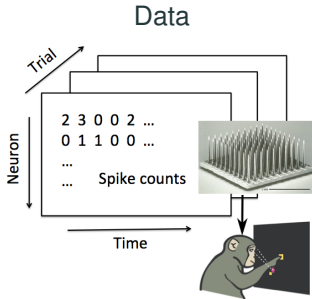 Data
Trial
Neuron
2 3 0 0 2 ...
0 1 1 0 0 ...
...
...
Spike counts
Time